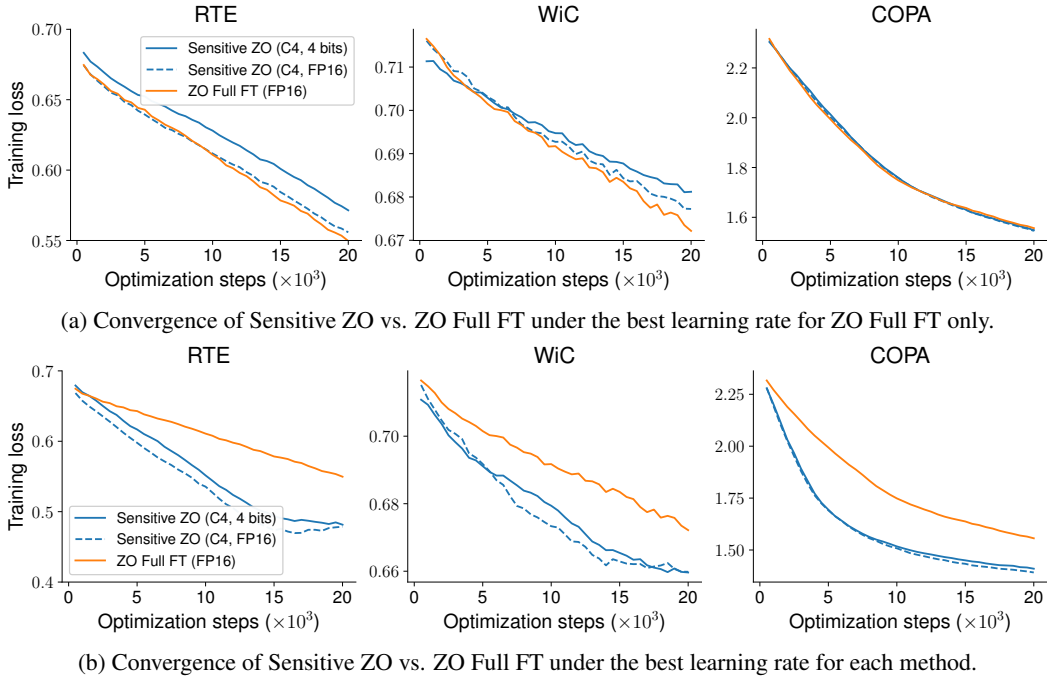 RTE
WiC
COPA
Training loss
0.70
0.65
0.60
0.55
Sensitive ZO (C4, 4 bits)
Sensitive ZO (C4, FP16)
ZO Full FT (FP16)
0.71
0.70
0.69
0.68
0.67
2.2
2.0
1.8
1.6
0 5 10 15 20
0 5 10 15 20
0 5 10 15 20
Optimization steps (×10³)
Optimization steps (×10³)
Optimization steps (×10³)
(a) Convergence of Sensitive ZO vs. ZO Full FT under the best learning rate for ZO Full FT only.
RTE
WiC
COPA
Training loss
0.7
0.6
0.5
0.4
Sensitive ZO (C4, 4 bits)
Sensitive ZO (C4, FP16)
ZO Full FT (FP16)
0.70
0.68
0.66
2.25
2.00
1.75
1.50
0 5 10 15 20
0 5 10 15 20
0 5 10 15 20
Optimization steps (×10³)
Optimization steps (×10³)
Optimization steps (×10³)
(b) Convergence of Sensitive ZO vs. ZO Full FT under the best learning rate for each method.